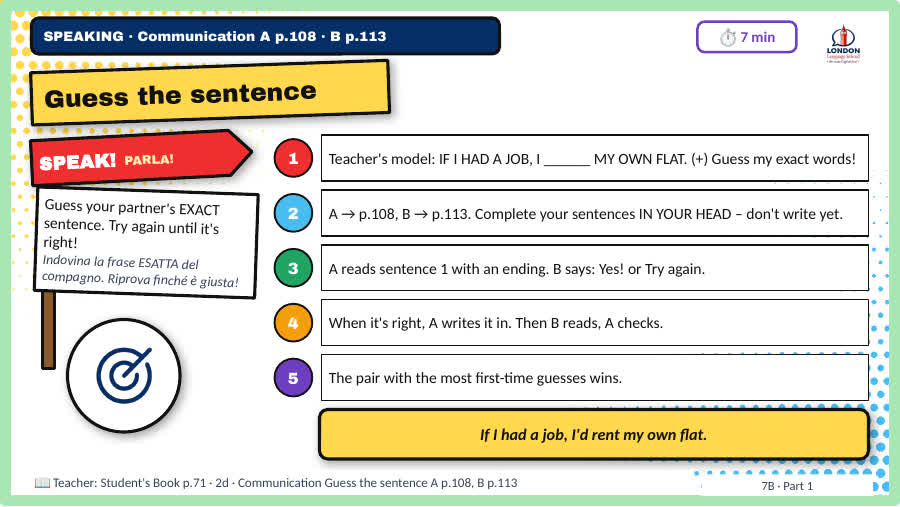 SPEAKING · Communication A p.108 · B p.113
⏱️ 7 min
LONDON
Language School
Guess the sentence
SPEAK! PARLA!
Guess your partner's EXACT
sentence. Try again until it's
right!
Indovina la frase ESATTA del
compagno. Riprova finché è giusta!
1 Teacher's model: IF I HAD A JOB, I ______ MY OWN FLAT. (+) Guess my exact words!
2 A → p.108, B → p.113. Complete your sentences IN YOUR HEAD – don't write yet.
3 A reads sentence 1 with an ending. B says: Yes! or Try again.
4 When it's right, A writes it in. Then B reads, A checks.
5 The pair with the most first-time guesses wins.
If I had a job, I'd rent my own flat.
📖 Teacher: Student's Book p.71 · 2d · Communication Guess the sentence A p.108, B p.113
7B · Part 1